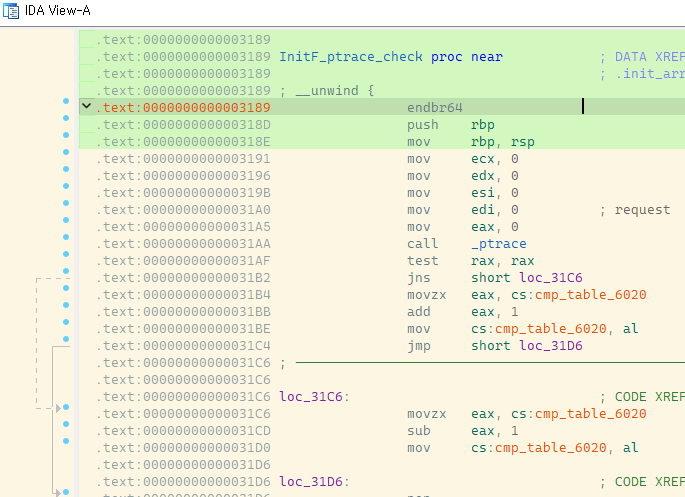 IDA View-A
.text:0000000000003189
.text:0000000000003189 InitF_ptrace_check proc near ; DATA XREF
.text:0000000000003189 ; .init_arr
.text:0000000000003189 ; __unwind {
.text:0000000000003189 endbr64
.text:000000000000318D push rbp
.text:000000000000318E mov rbp, rsp
.text:0000000000003191 mov ecx, 0
.text:0000000000003196 mov edx, 0
.text:000000000000319B mov esi, 0
.text:00000000000031A0 mov edi, 0 ; request
.text:00000000000031A5 mov eax, 0
.text:00000000000031AA call _ptrace
.text:00000000000031AF test rax, rax
.text:00000000000031B2 jns short loc_31C6
.text:00000000000031B4 movzx eax, cs:cmp_table_6020
.text:00000000000031BB add eax, 1
.text:00000000000031BE mov cs:cmp_table_6020, al
.text:00000000000031C4 jmp short loc_31D6
.text:00000000000031C6 ;
.text:00000000000031C6
.text:00000000000031C6 loc_31C6: ; CODE XREF
.text:00000000000031C6 movzx eax, cs:cmp_table_6020
.text:00000000000031CD sub eax, 1
.text:00000000000031D0 mov cs:cmp_table_6020, al
.text:00000000000031D6
.text:00000000000031D6 loc_31D6: ; CODE XREF